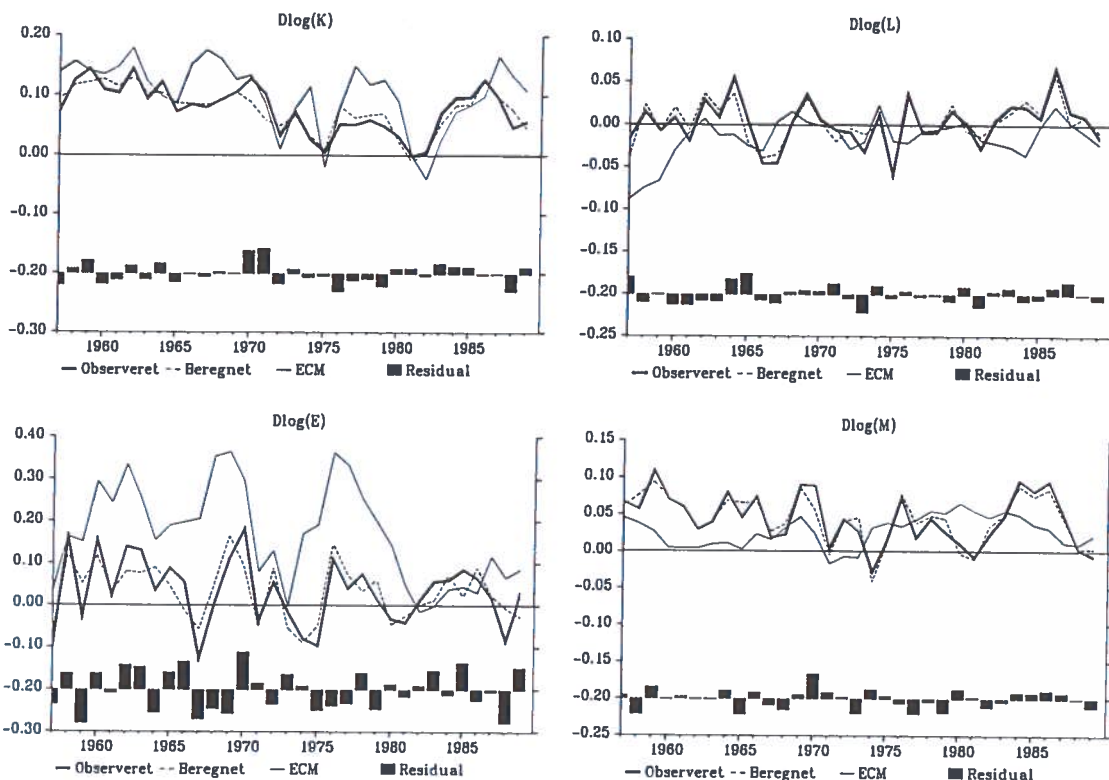 Dlog(K)
0.20
0.10
0.00
-0.10
-0.20
-0.30
1960 1965 1970 1975 1980 1985
Observeret Beregnet ECM Residual
Dlog(L)
0.10
0.05
0.00
-0.05
-0.10
-0.15
-0.20
-0.25
1960 1965 1971 1975 1981 1986
Observeret Beregnet ECM Residual
Dlog(E)
0.40
0.30
0.20
0.10
0.00
-0.10
-0.20
-0.30
1960 1965 1970 1975 1980 1985
Observeret Beregnet ECM Residual
Dlog(M)
0.15
0.10
0.05
0.00
-0.05
-0.10
-0.15
-0.20
-0.25
1960 1965 1970 1975 1980 1985
Observeret Beregnet ECM Residual